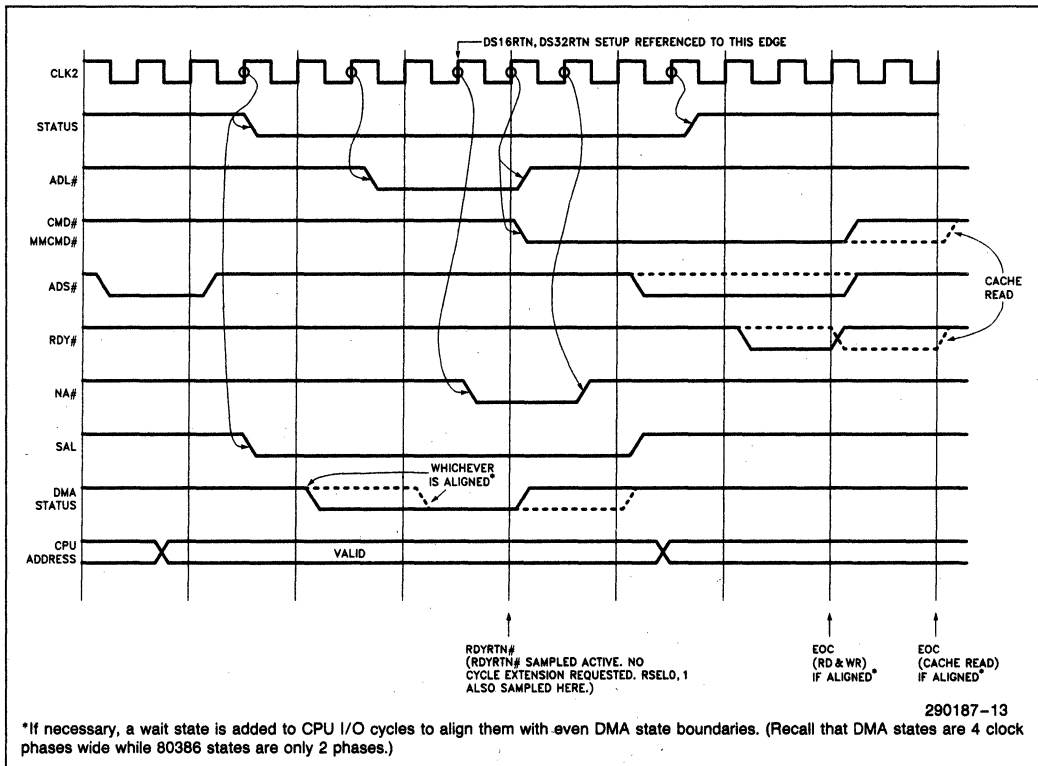 DS16RTN, DS32RTN SETUP REFERENCED TO THIS EDGE
CLK2
STATUS
ADL#
CMD#
MMCMD#
ADS#
CACHE
READ
RDY#
NA#
SAL
WHICHEVER
IS ALIGNED*
DMA
STATUS
CPU
ADDRESS
VALID
RDYRTN#
(RDYRTN# SAMPLED ACTIVE. NO
CYCLE EXTENSION REQUESTED. RSEL0, 1
ALSO SAMPLED HERE.)
EOC
(RD & WR)
IF ALIGNED*
EOC
(CACHE READ)
IF ALIGNED*
290187-13
*If necessary, a wait state is added to CPU I/O cycles to align them with even DMA state boundaries. (Recall that DMA states are 4 clock
phases wide while 80386 states are only 2 phases.)